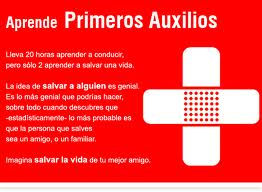 Aprende Primeros Auxilios
Lleva 20 horas aprender a conducir,
pero sólo 2 aprender a salvar una vida.
La idea de salvar a alguien es genial.
Es lo más genial que podrías hacer,
sobre todo cuando descubres que
-estadísticamente- lo más probable es
que la persona que salves
sea un amigo, o un familiar.
Imagina salvar la vida de tu mejor amigo.